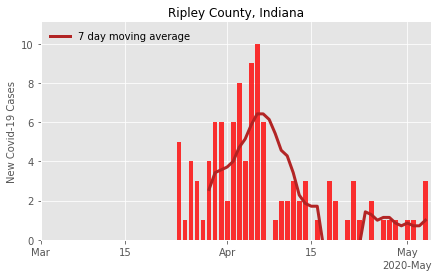 Ripley County, Indiana
7 day moving average
New Covid-19 Cases
10
8
6
4
2
0
Mar 15 Apr 15 May
2020-May